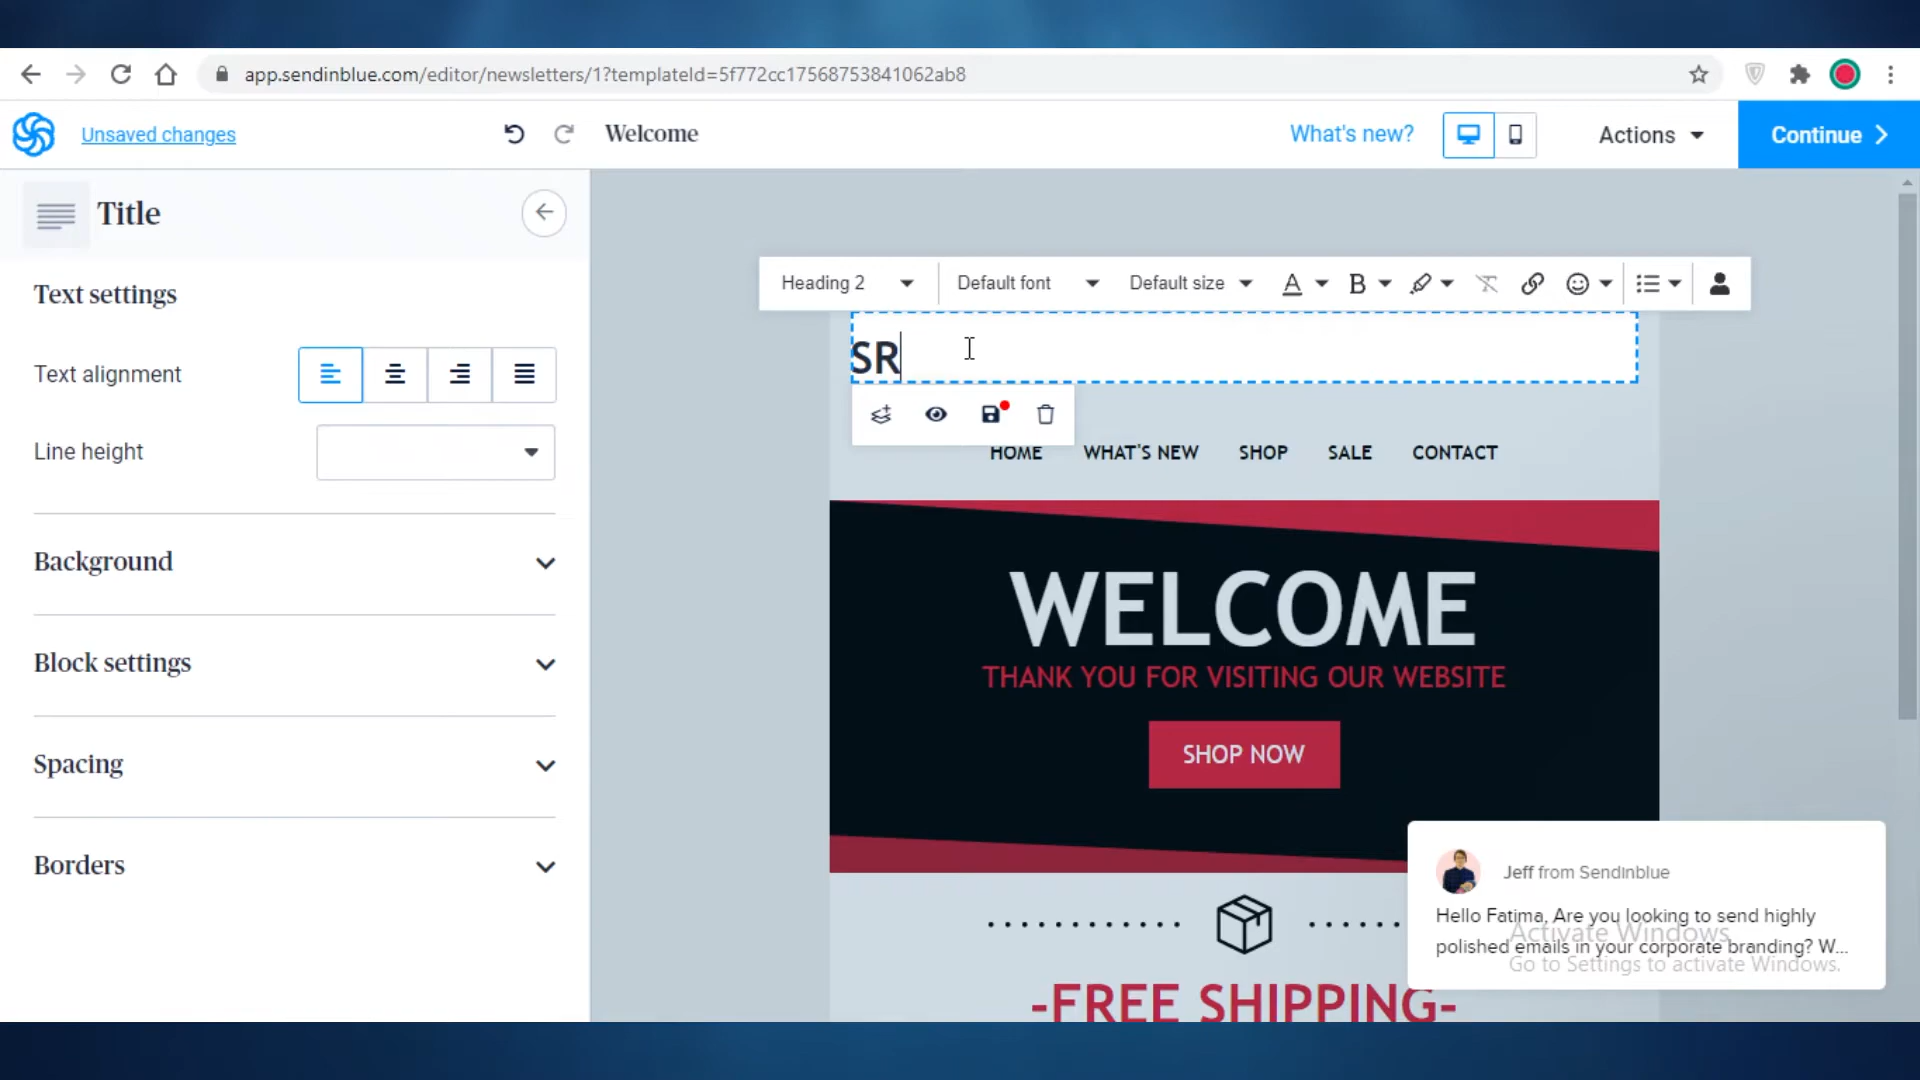 app.sendinblue.com/editor/newsletters/1?templateId=5f772cc17568753841062ab8
Unsaved changes
Welcome
What's new?
Actions
Continue
Title
Text settings
Text alignment
Line height
Background
Block settings
Spacing
Borders
Heading 2
Default font
Default size
A
B
SR
HOME WHAT'S NEW SHOP SALE CONTACT
WELCOME
THANK YOU FOR VISITING OUR WEBSITE
SHOP NOW
-FREE SHIPPING-
Jeff from Sendinblue
Hello Fatima, Are you looking to send highly
polished emails in your corporate branding? W...
Activate Windows
Go to Settings to activate Windows.